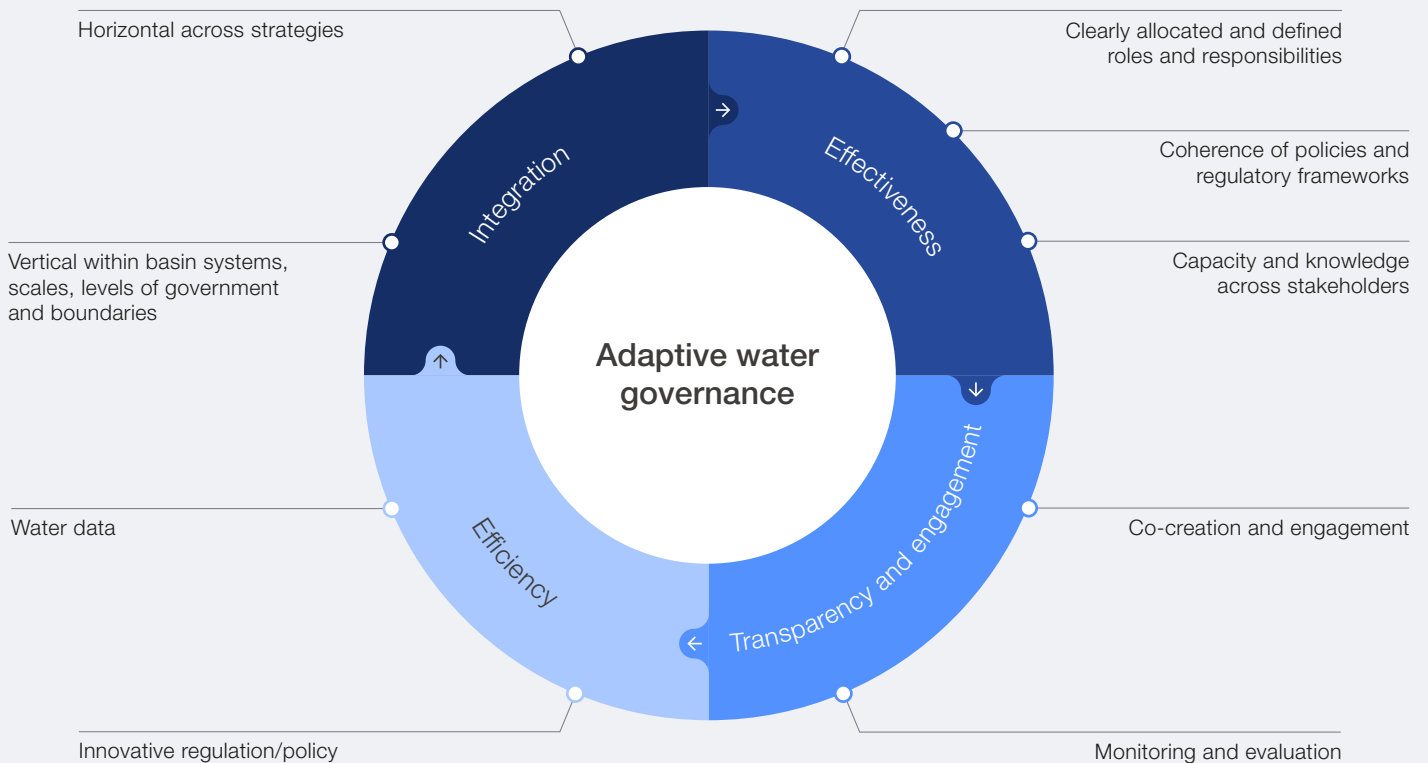 Horizontal across strategies
Clearly allocated and defined
roles and responsibilities
Integration
Effectiveness
Coherence of policies and
regulatory frameworks
Vertical within basin systems,
scales, levels of government
and boundaries
Capacity and knowledge
across stakeholders
Adaptive water
governance
Water data
Efficiency
Transparency and engagement
Co-creation and engagement
Innovative regulation/policy
Monitoring and evaluation